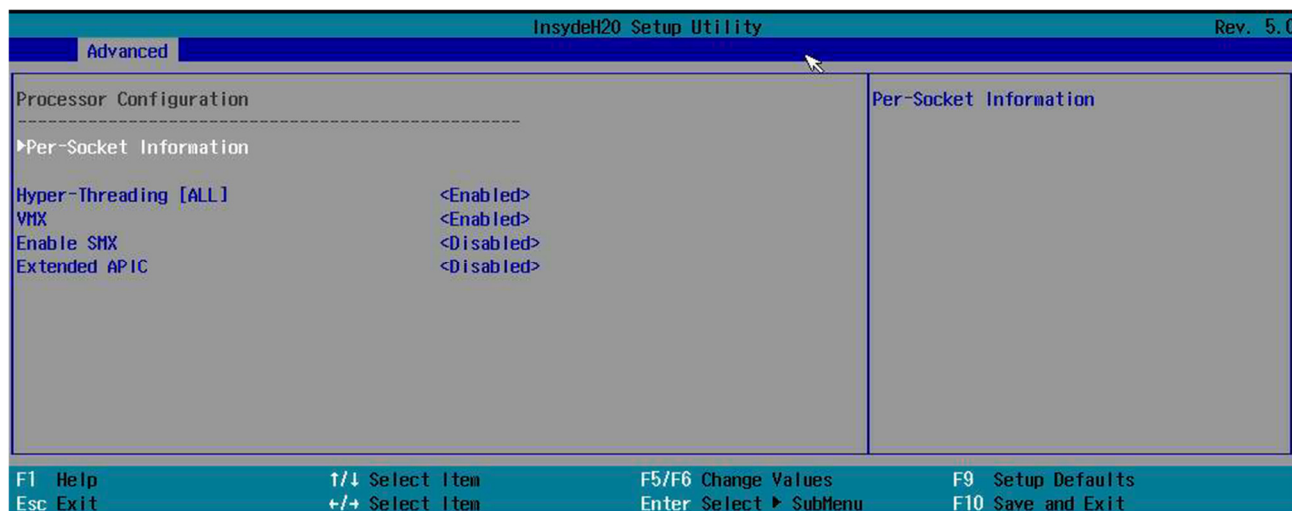 InsydeH20 Setup Utility Rev. 5.0
Advanced
Processor Configuration Per-Socket Information
------------------------------------------------
▶Per-Socket Information
Hyper-Threading [ALL] <Enabled>
VMX <Enabled>
Enable SMX <Disabled>
Extended APIC <Disabled>
F1 Help ↑/↓ Select Item F5/F6 Change Values F9 Setup Defaults
Esc Exit ←/→ Select Item Enter Select ▶ SubMenu F10 Save and Exit